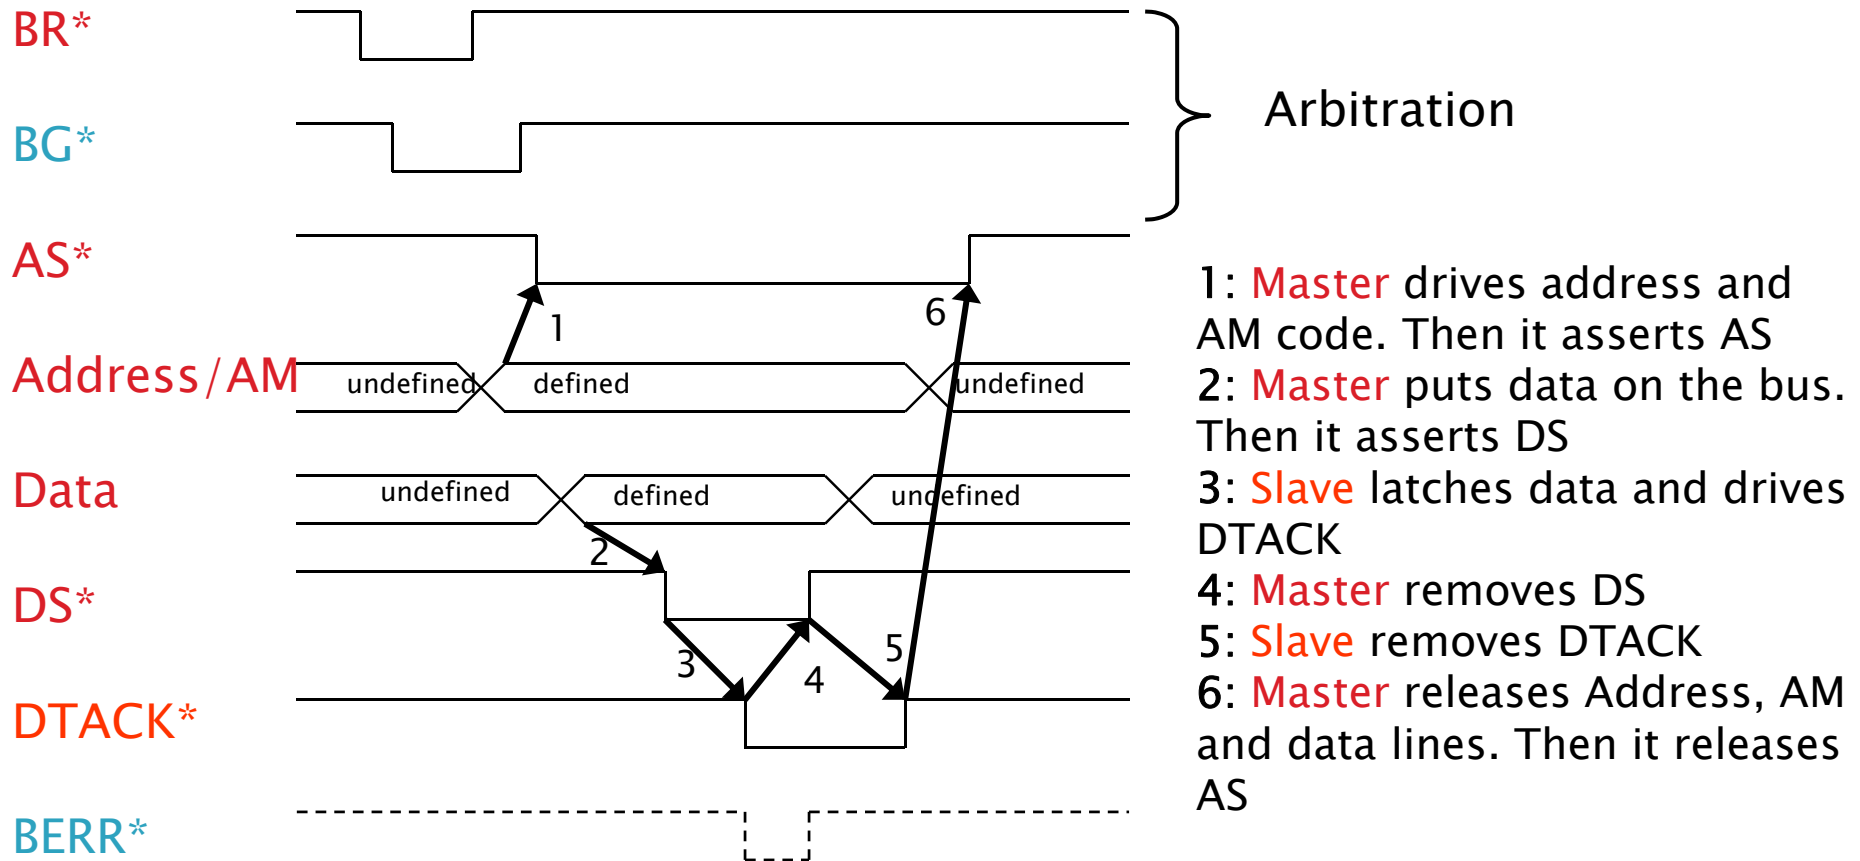 BR*
BG*
Arbitration
AS*
1
6
Address/AM
undefined
defined
undefined
Data
undefined
defined
undefined
2
DS*
3
4
5
DTACK*
BERR*
1: Master drives address and
AM code. Then it asserts AS
2: Master puts data on the bus.
Then it asserts DS
3: Slave latches data and drives
DTACK
4: Master removes DS
5: Slave removes DTACK
6: Master releases Address, AM
and data lines. Then it releases
AS